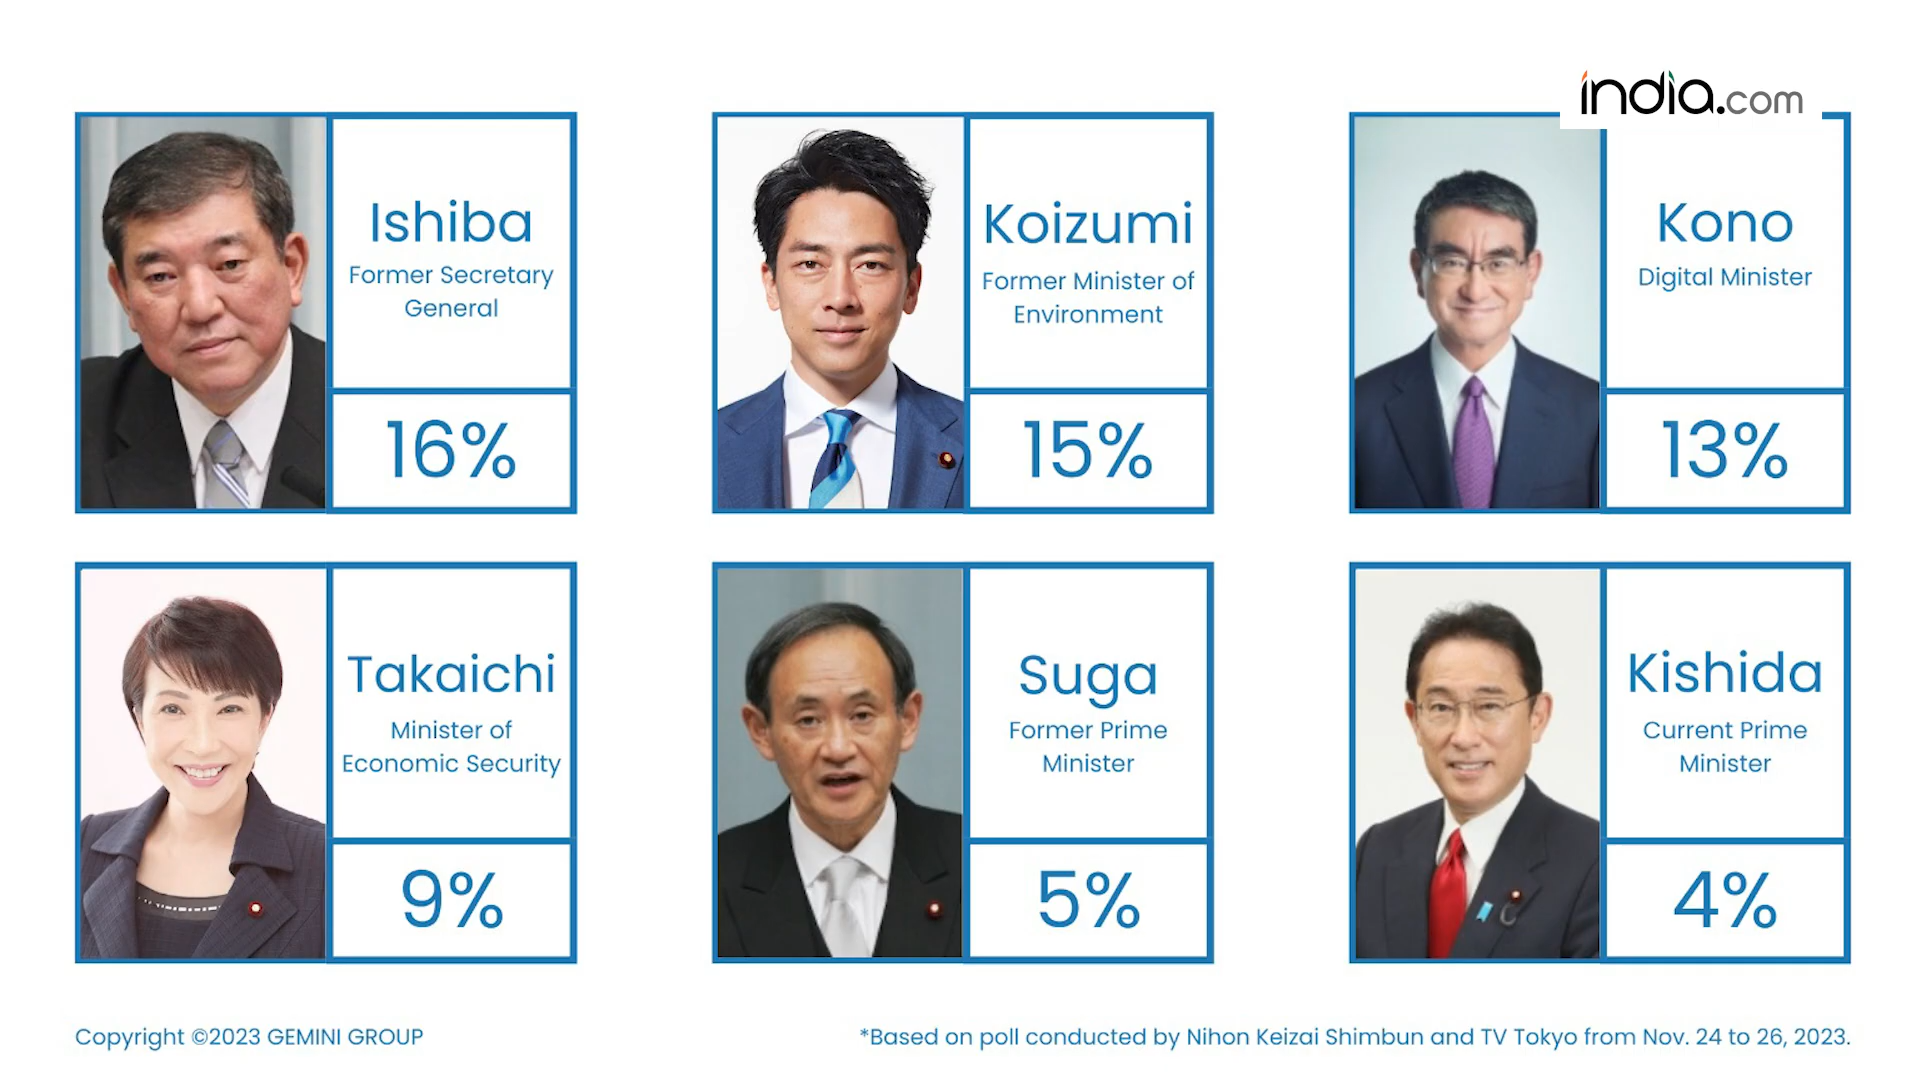 india.com
Ishiba
Former Secretary
General
16%
Koizumi
Former Minister of
Environment
15%
Kono
Digital Minister
13%
Takaichi
Minister of
Economic Security
9%
Suga
Former Prime
Minister
5%
Kishida
Current Prime
Minister
4%
Copyright ©2023 GEMINI GROUP
*Based on poll conducted by Nihon Keizai Shimbun and TV Tokyo from Nov. 24 to 26, 2023.